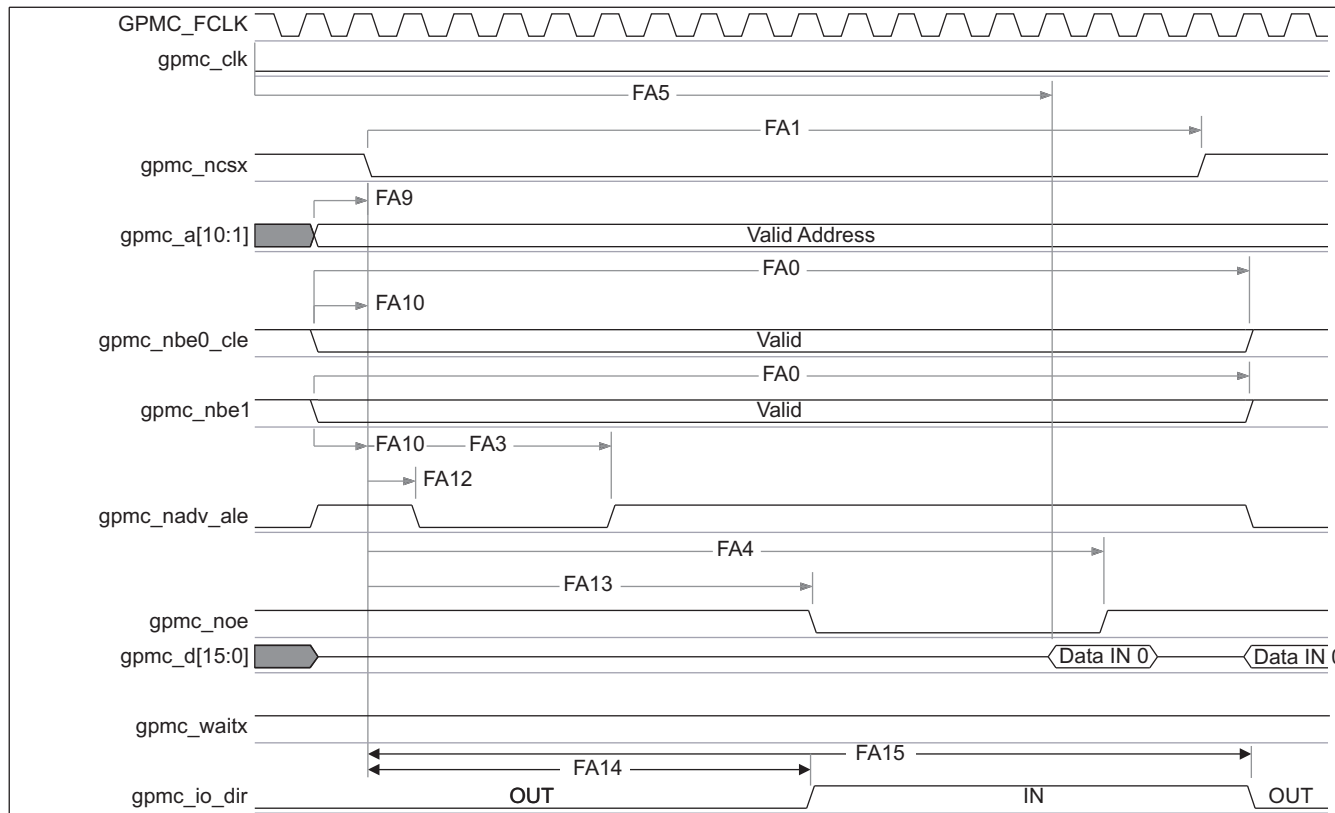 GPMC_FCLK
gpmc_clk
FA5
FA1
gpmc_ncsx
FA9
gpmc_a[10:1] Valid Address
FA0
FA10
gpmc_nbe0_cle Valid
FA0
gpmc_nbe1 Valid
FA10 FA3
FA12
gpmc_nadv_ale
FA4
FA13
gpmc_noe
gpmc_d[15:0] Data IN 0 Data IN 0
gpmc_waitx
FA15
FA14
gpmc_io_dir OUT IN OUT